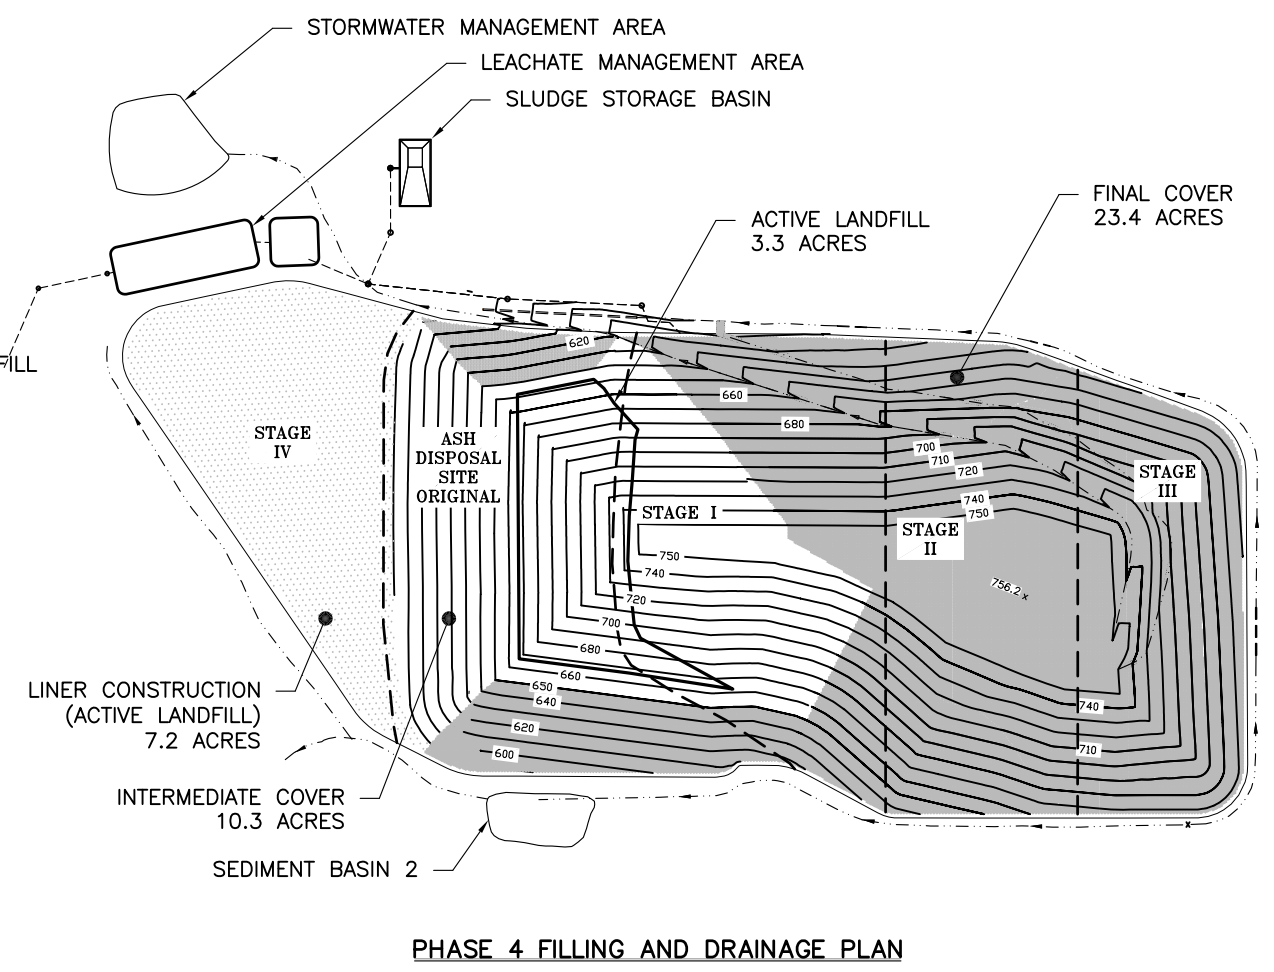 STORMWATER MANAGEMENT AREA
LEACHATE MANAGEMENT AREA
SLUDGE STORAGE BASIN
FINAL COVER
23.4 ACRES
ACTIVE LANDFILL
3.3 ACRES
620
FILL
660
680
STAGE
IV
ASH
DISPOSAL
SITE
ORIGINAL
700
710
720
STAGE
III
740
750
STAGE I
STAGE
II
750
740
756.2 x
720
700
680
660
650
640
LINER CONSTRUCTION
(ACTIVE LANDFILL)
7.2 ACRES
740
620
710
600
INTERMEDIATE COVER
10.3 ACRES
x
SEDIMENT BASIN 2
PHASE 4 FILLING AND DRAINAGE PLAN